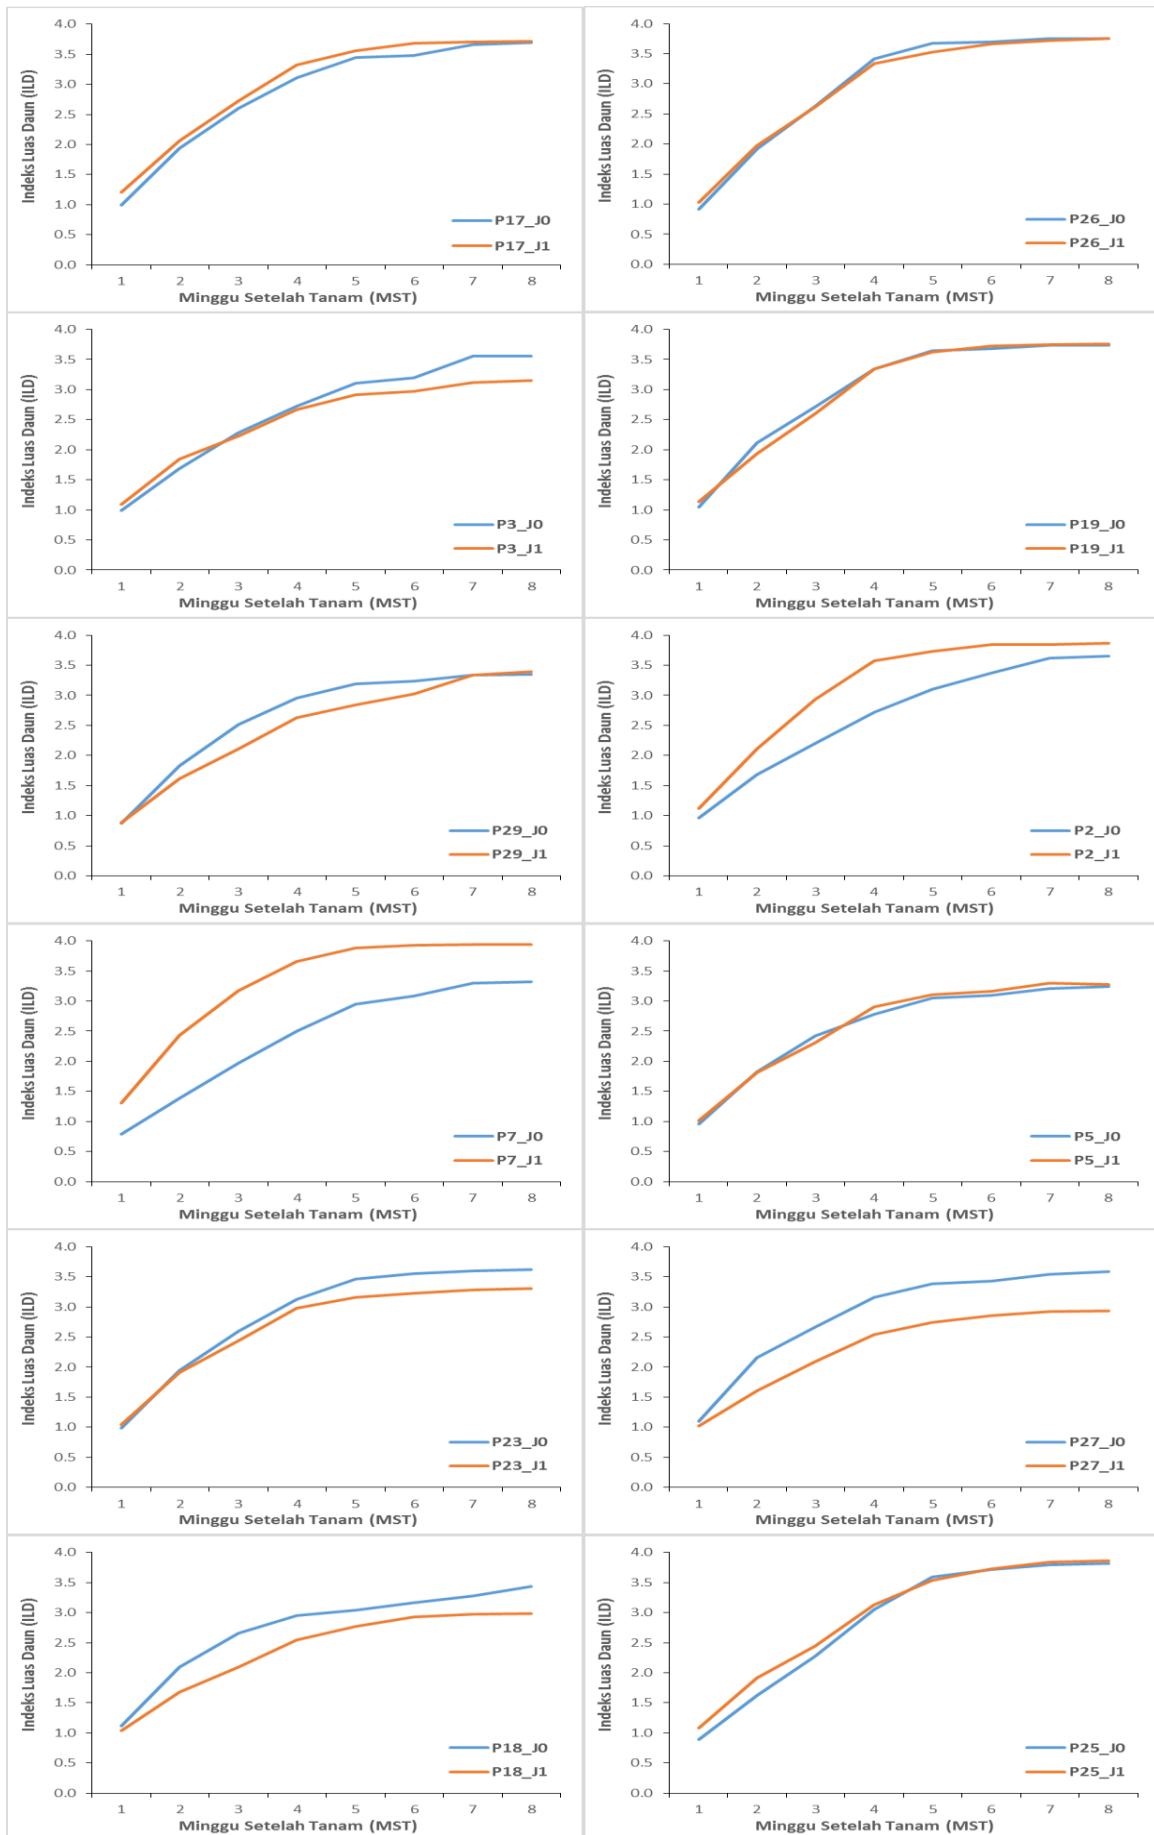 Indeks Luas Daun (ILD)
4.0
3.5
3.0
2.5
2.0
1.5
1.0
0.5
0.0
P17_J0
P17_J1
1 2 3 4 5 6 7 8
Minggu Setelah Tanam (MST)
Indeks Luas Daun (ILD)
4.0
3.5
3.0
2.5
2.0
1.5
1.0
0.5
0.0
P26_J0
P26_J1
1 2 3 4 5 6 7 8
Minggu Setelah Tanam (MST)
Indeks Luas Daun (ILD)
4.0
3.5
3.0
2.5
2.0
1.5
1.0
0.5
0.0
P3_J0
P3_J1
1 2 3 4 5 6 7 8
Minggu Setelah Tanam (MST)
Indeks Luas Daun (ILD)
4.0
3.5
3.0
2.5
2.0
1.5
1.0
0.5
0.0
P19_J0
P19_J1
1 2 3 4 5 6 7 8
Minggu Setelah Tanam (MST)
Indeks Luas Daun (ILD)
4.0
3.5
3.0
2.5
2.0
1.5
1.0
0.5
0.0
P29_J0
P29_J1
1 2 3 4 5 6 7 8
Minggu Setelah Tanam (MST)
Indeks Luas Daun (ILD)
4.0
3.5
3.0
2.5
2.0
1.5
1.0
0.5
0.0
P2_J0
P2_J1
1 2 3 4 5 6 7 8
Minggu Setelah Tanam (MST)
Indeks Luas Daun (ILD)
4.0
3.5
3.0
2.5
2.0
1.5
1.0
0.5
0.0
P7_J0
P7_J1
1 2 3 4 5 6 7 8
Minggu Setelah Tanam (MST)
Indeks Luas Daun (ILD)
4.0
3.5
3.0
2.5
2.0
1.5
1.0
0.5
0.0
P5_J0
P5_J1
1 2 3 4 5 6 7 8
Minggu Setelah Tanam (MST)
Indeks Luas Daun (ILD)
4.0
3.5
3.0
2.5
2.0
1.5
1.0
0.5
0.0
P23_J0
P23_J1
1 2 3 4 5 6 7 8
Minggu Setelah Tanam (MST)
Indeks Luas Daun (ILD)
4.0
3.5
3.0
2.5
2.0
1.5
1.0
0.5
0.0
P27_J0
P27_J1
1 2 3 4 5 6 7 8
Minggu Setelah Tanam (MST)
Indeks Luas Daun (ILD)
4.0
3.5
3.0
2.5
2.0
1.5
1.0
0.5
0.0
P18_J0
P18_J1
1 2 3 4 5 6 7 8
Minggu Setelah Tanam (MST)
Indeks Luas Daun (ILD)
4.0
3.5
3.0
2.5
2.0
1.5
1.0
0.5
0.0
P25_J0
P25_J1
1 2 3 4 5 6 7 8
Minggu Setelah Tanam (MST)